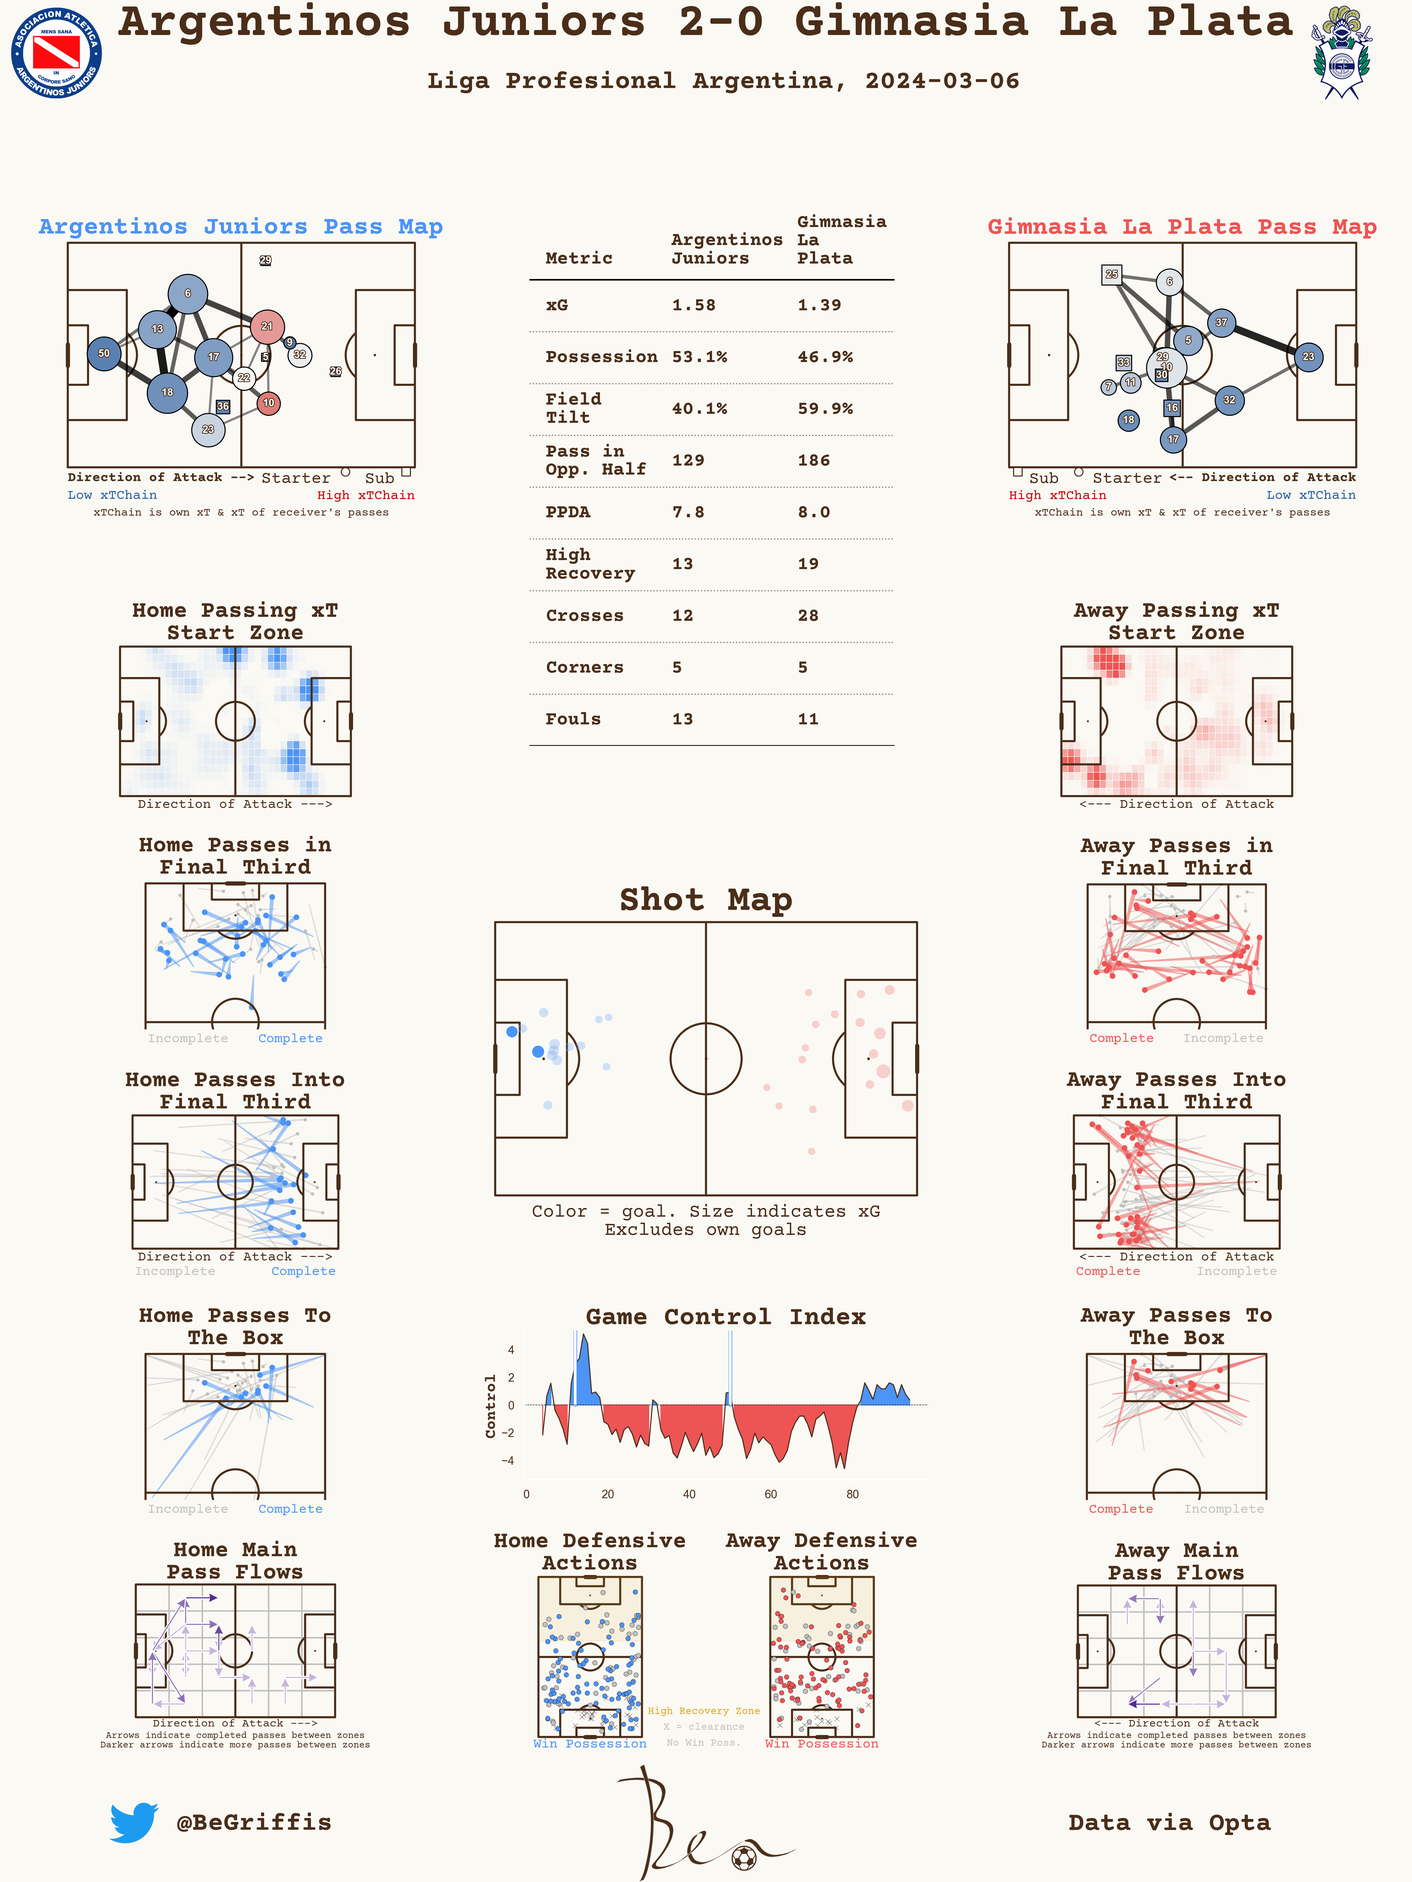 Argentinos Juniors 2-0 Gimnasia La Plata
Liga Profesional Argentina, 2024-03-06
ASOCIACION ATLETICA
MENS SANA
IN
CORPORE SANO
ARGENTINOS JUNIORS
Argentinos Juniors Pass Map
29
6
13
21
50
17
9
5
32
22
26
18
36
10
23
Direction of Attack --> Starter Sub
Low xTChain High xTChain
xTChain is own xT & xT of receiver's passes
Metric Argentinos Juniors Gimnasia La Plata
xG 1.58 1.39
Possession 53.1% 46.9%
Field Tilt 40.1% 59.9%
Pass in Opp. Half 129 186
PPDA 7.8 8.0
High Recovery 13 19
Crosses 12 28
Corners 5 5
Fouls 13 11
Gimnasia La Plata Pass Map
25
6
37
5
23
33
29
10
30
7
11
32
16
18
17
Sub Starter <-- Direction of Attack
High xTChain Low xTChain
xTChain is own xT & xT of receiver's passes
Home Passing xT
Start Zone
Direction of Attack --->
Away Passing xT
Start Zone
<--- Direction of Attack
Home Passes in
Final Third
Incomplete Complete
Away Passes in
Final Third
Complete Incomplete
Shot Map
Color = goal. Size indicates xG
Excludes own goals
Home Passes Into
Final Third
Direction of Attack --->
Incomplete Complete
Away Passes Into
Final Third
<--- Direction of Attack
Complete Incomplete
Home Passes To
The Box
Incomplete Complete
Game Control Index
Control
4
2
0
−2
−4
0 20 40 60 80
Away Passes To
The Box
Complete Incomplete
Home Main
Pass Flows
Direction of Attack --->
Arrows indicate completed passes between zones
Darker arrows indicate more passes between zones
Home Defensive
Actions
Win Possession
High Recovery Zone
X = clearance
No Win Poss.
Away Defensive
Actions
Win Possession
Away Main
Pass Flows
<--- Direction of Attack
Arrows indicate completed passes between zones
Darker arrows indicate more passes between zones
@BeGriffis
Ben
Data via Opta